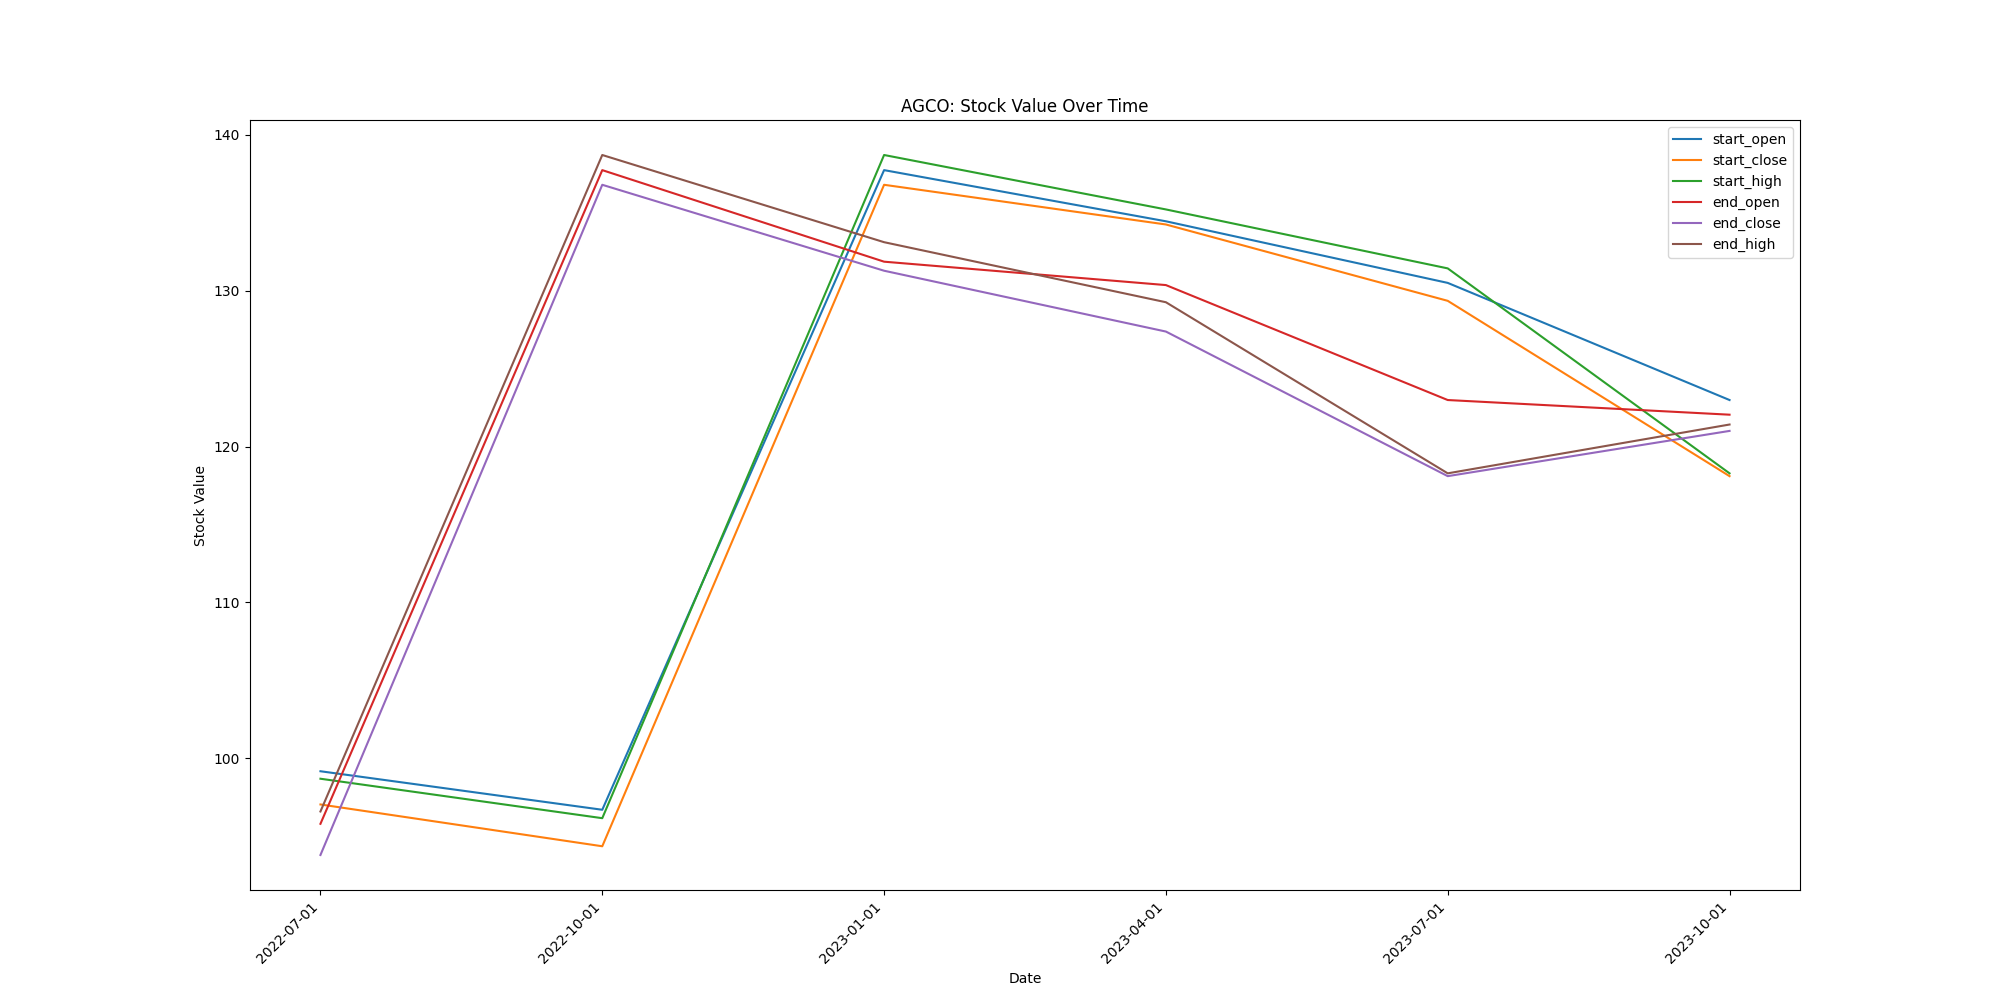 AGCO: Stock Value Over Time
140
130
120
110
100
Stock Value
start_open
start_close
start_high
end_open
end_close
end_high
2022-07-01
2022-10-01
2023-01-01
2023-04-01
2023-07-01
2023-10-01
Date